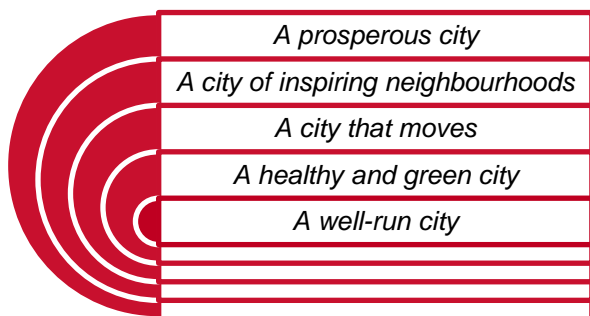 A prosperous city
A city of inspiring neighbourhoods
A city that moves
A healthy and green city
A well-run city